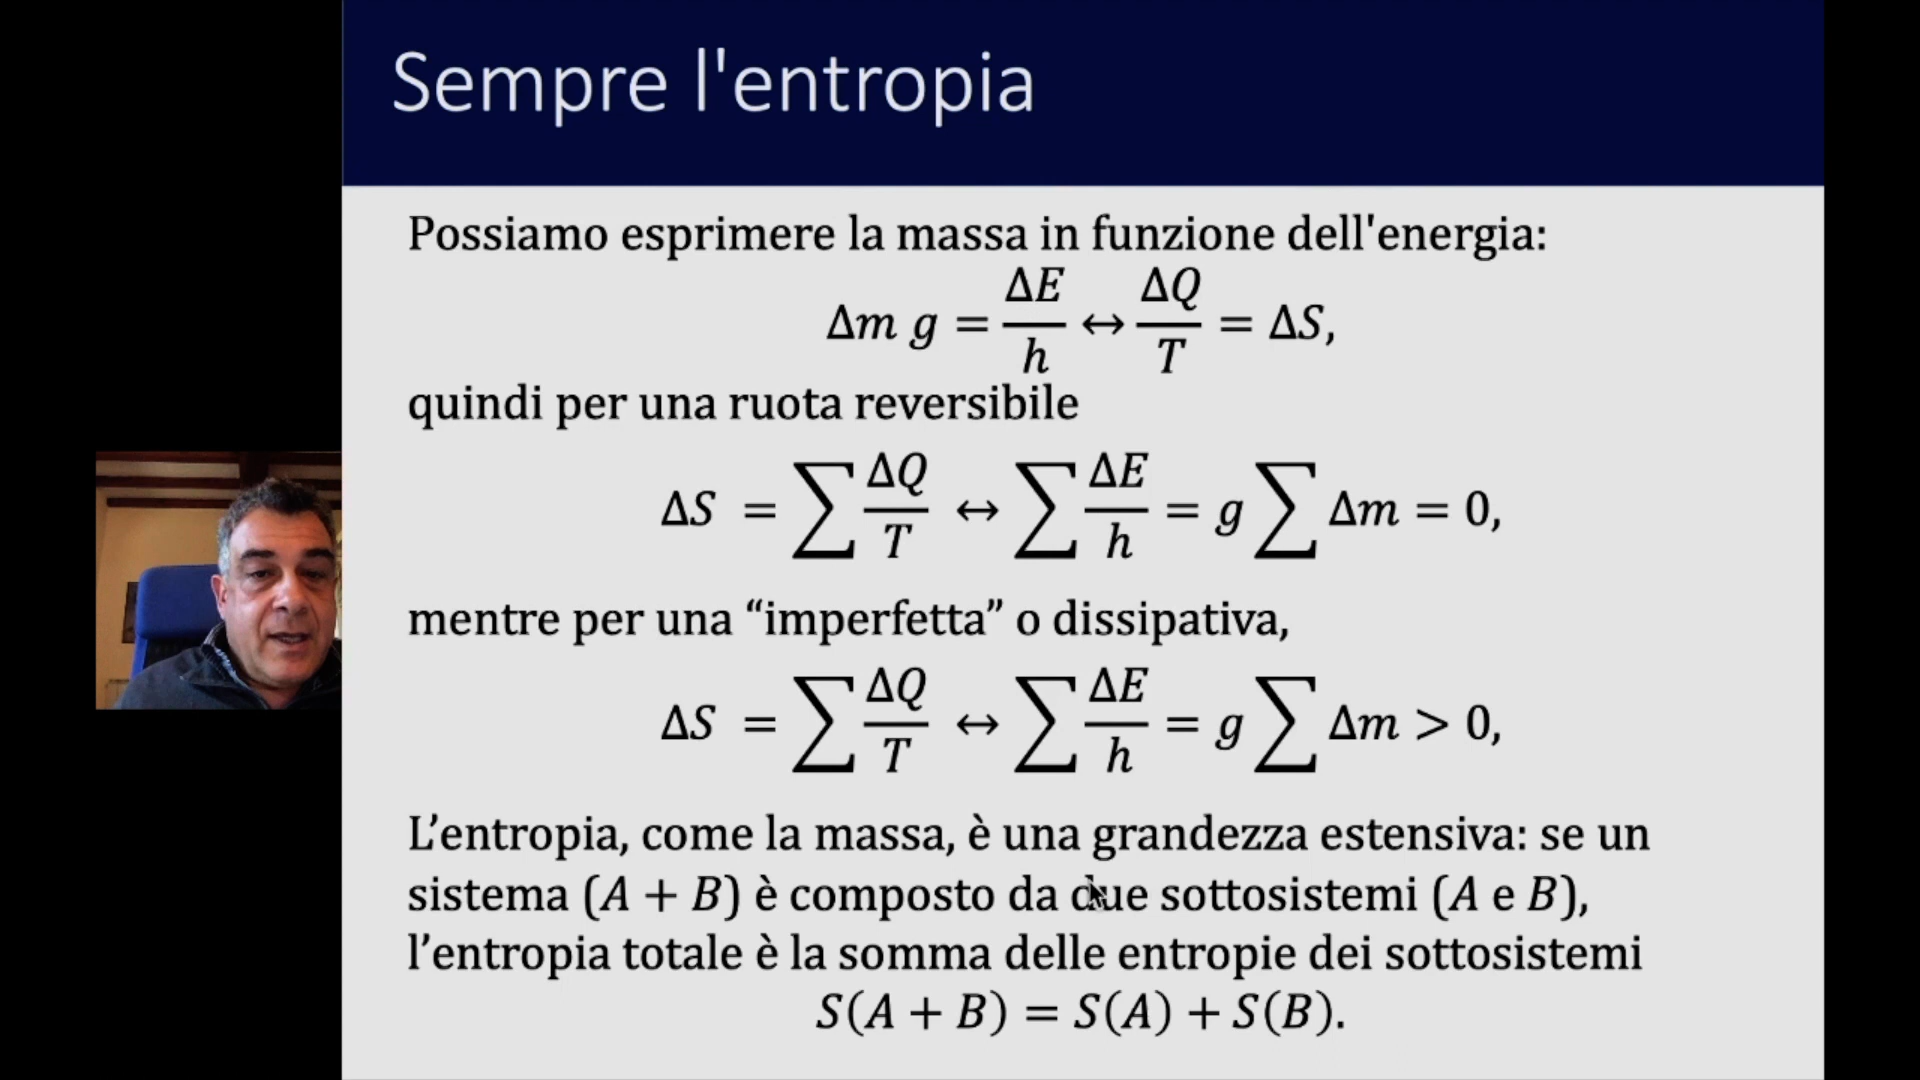 Sempre l'entropia
Possiamo esprimere la massa in funzione dell'energia:
Δm g = ΔE/h ↔ ΔQ/T = ΔS,
quindi per una ruota reversibile
ΔS = ∑ ΔQ/T ↔ ∑ ΔE/h = g ∑ Δm = 0,
mentre per una “imperfetta” o dissipativa,
ΔS = ∑ ΔQ/T ↔ ∑ ΔE/h = g ∑ Δm > 0,
L’entropia, come la massa, è una grandezza estensiva: se un
sistema (A + B) è composto da due sottosistemi (A e B),
l’entropia totale è la somma delle entropie dei sottosistemi
S(A + B) = S(A) + S(B).